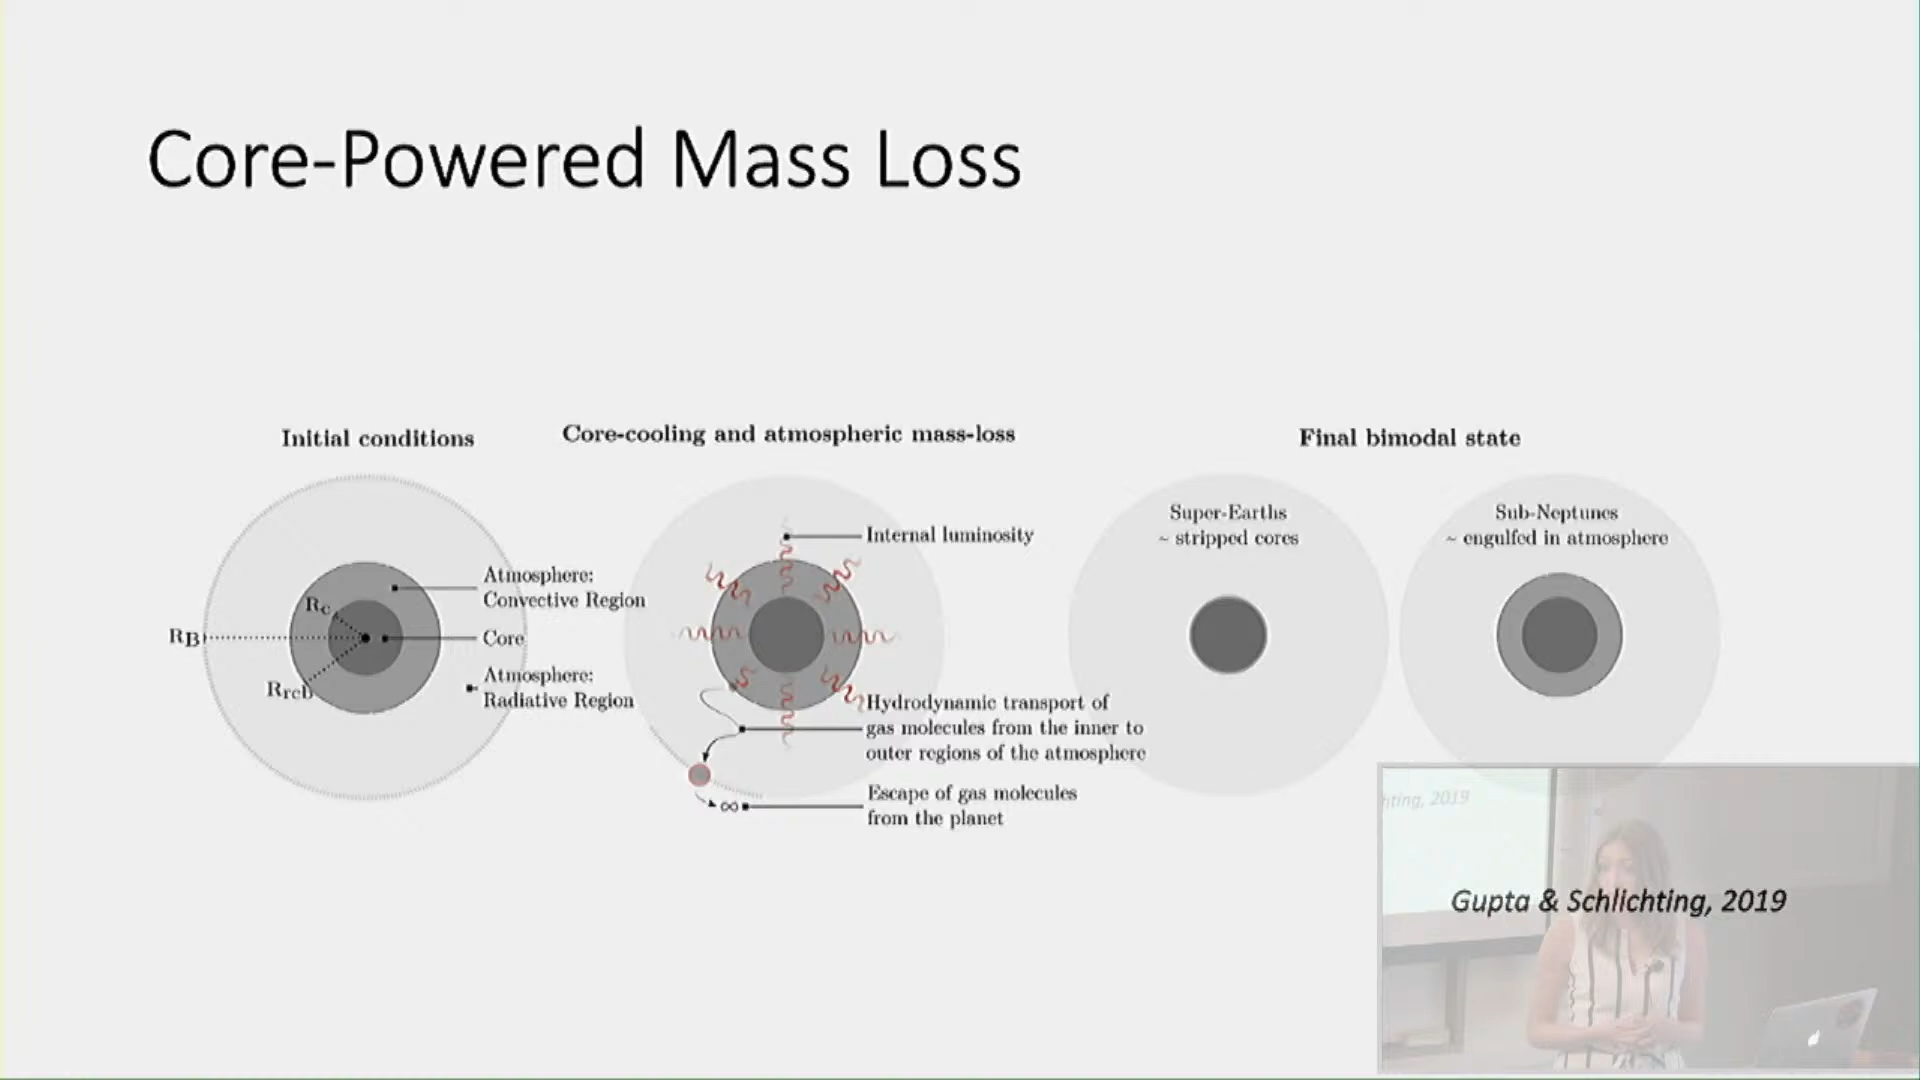 Core-Powered Mass Loss
Initial conditions
Core-cooling and atmospheric mass-loss
Final bimodal state
Rc
RB
Rrcb
Atmosphere:
Convective Region
Core
Atmosphere:
Radiative Region
Internal luminosity
Hydrodynamic transport of
gas molecules from the inner to
outer regions of the atmosphere
∞
Escape of gas molecules
from the planet
Super-Earths
~ stripped cores
Sub-Neptunes
~ engulfed in atmosphere
hting, 2019
Gupta & Schlichting, 2019